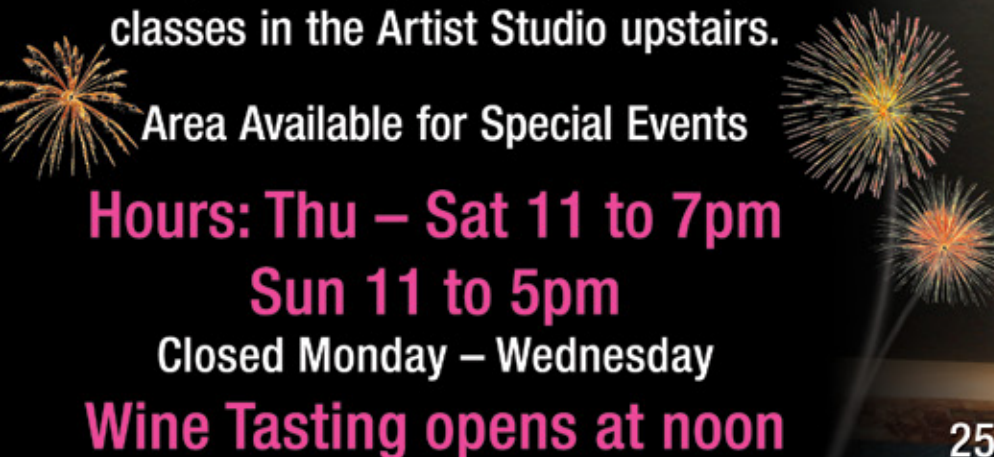 classes in the Artist Studio upstairs.
Area Available for Special Events
Hours: Thu – Sat 11 to 7pm
Sun 11 to 5pm
Closed Monday – Wednesday
Wine Tasting opens at noon
25